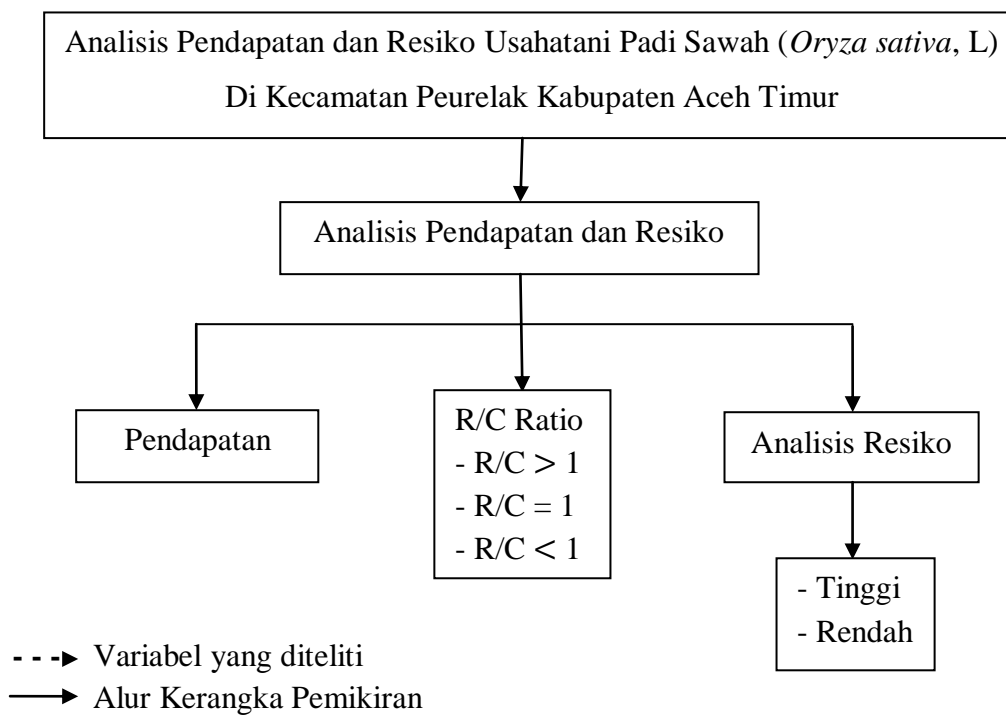 Analisis Pendapatan dan Resiko Usahatani Padi Sawah (Oryza sativa, L)
Di Kecamatan Peurelak Kabupaten Aceh Timur
Analisis Pendapatan dan Resiko
Pendapatan
R/C Ratio
- R/C > 1
- R/C = 1
- R/C < 1
Analisis Resiko
- Tinggi
- Rendah
Variabel yang diteliti
Alur Kerangka Pemikiran